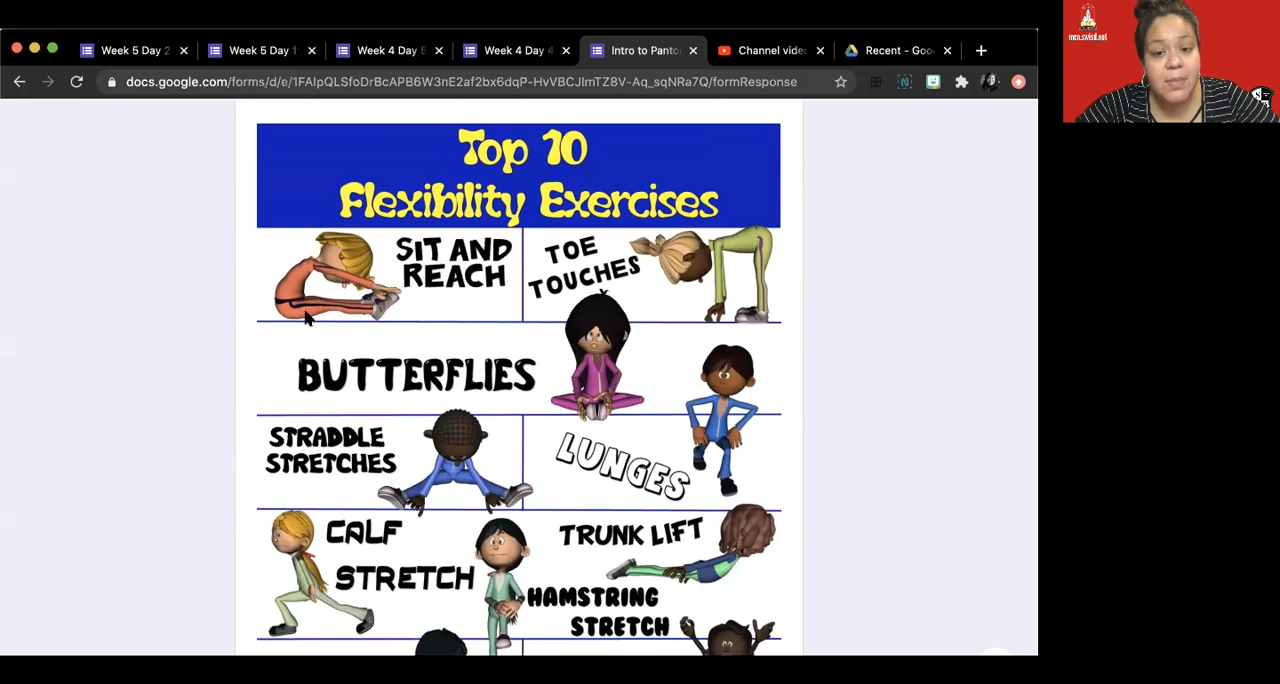 Week 5 Day 2
Week 5 Day 1
Week 4 Day 5
Week 4 Day 4
Intro to Panto
Channel vide
Recent - Goo
docs.google.com/forms/d/e/1FAIpQLSfoDrBcAPB6W3nE2af2bx6dqP-HvVBCJlmTZ8V-Aq_sqNRa7Q/formResponse
Top 10
Flexibility Exercises
SIT AND
REACH
TOE
TOUCHES
BUTTERFLIES
STRADDLE
STRETCHES
LUNGES
CALF
STRETCH
TRUNK LIFT
HAMSTRING
STRETCH